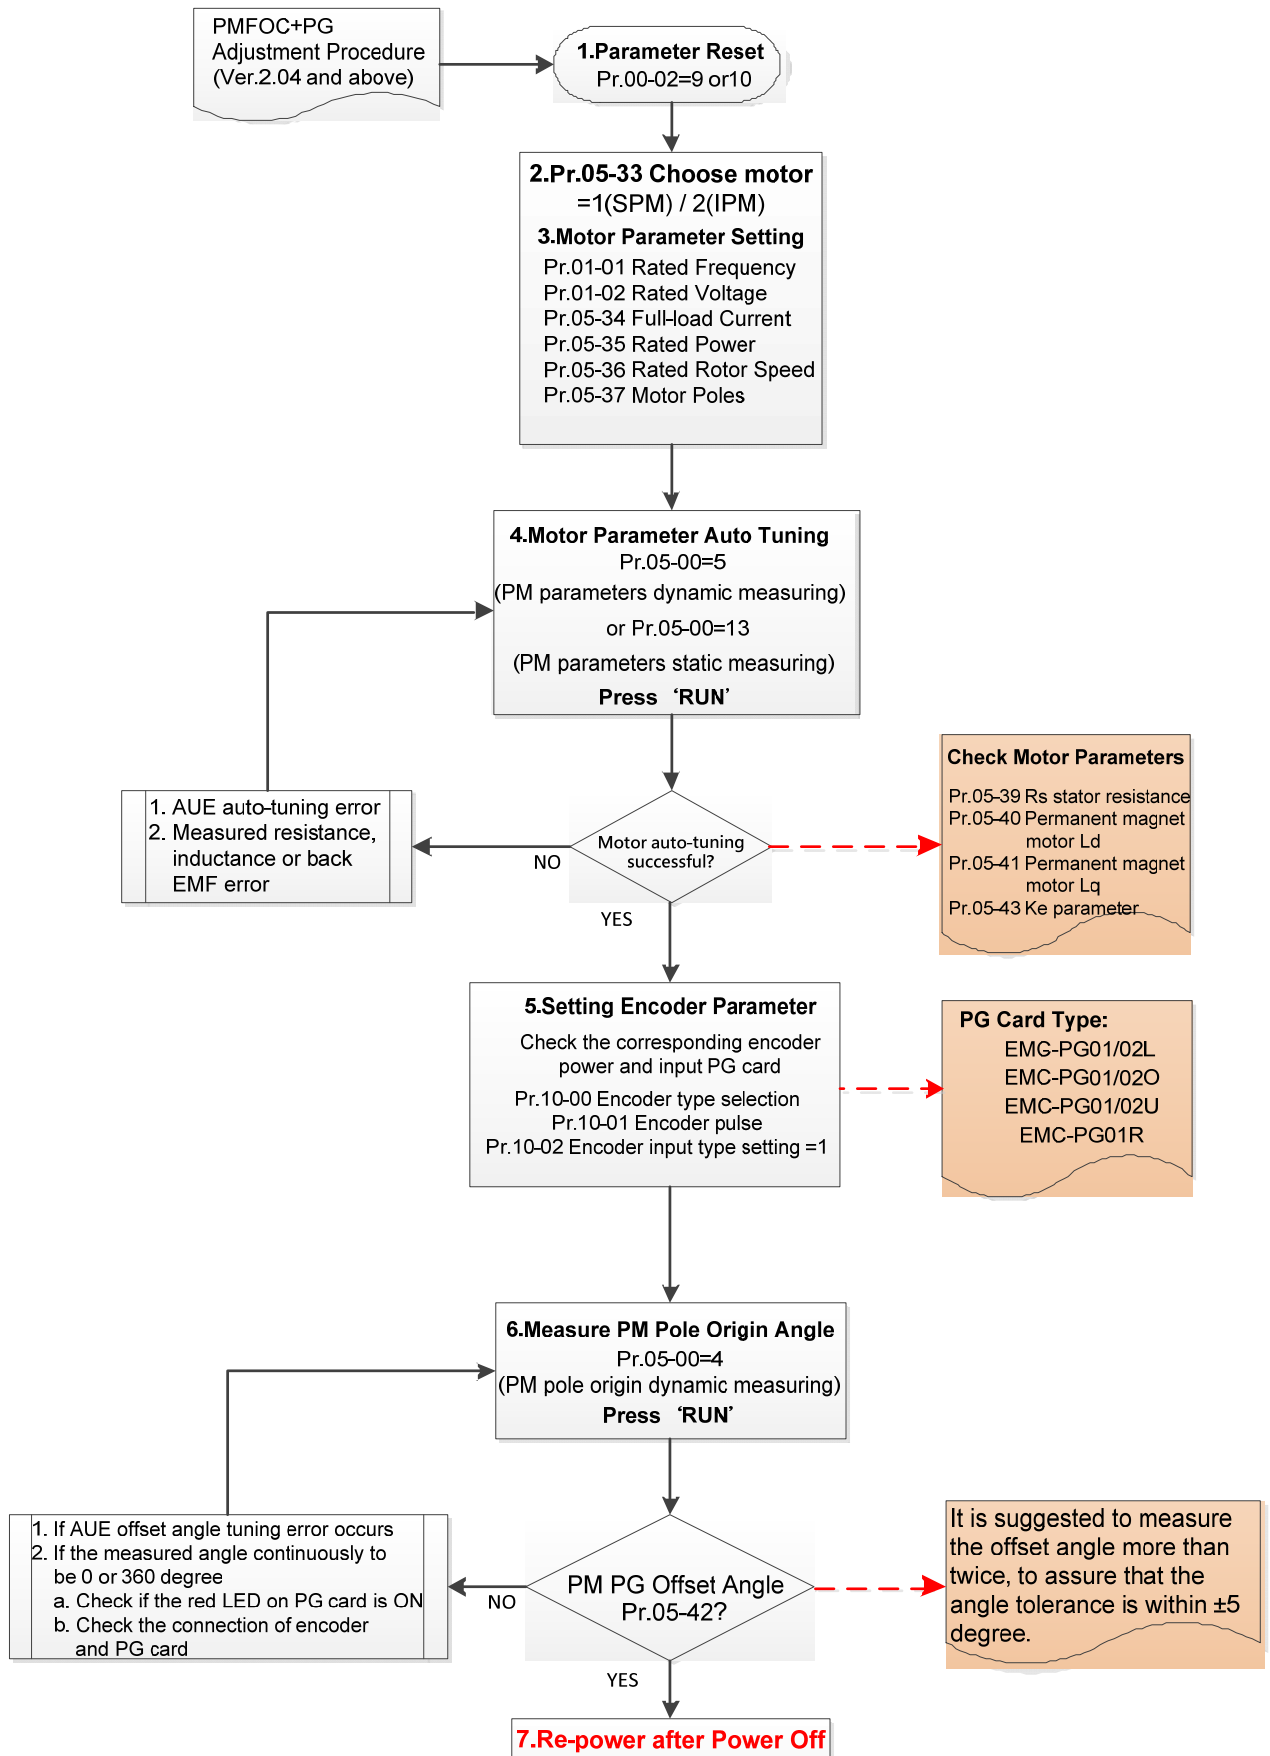 PMFOC+PG
Adjustment Procedure
(Ver.2.04 and above)
1.Parameter Reset
Pr.00-02=9 or10
2.Pr.05-33 Choose motor
=1(SPM) / 2(IPM)
3.Motor Parameter Setting
Pr.01-01 Rated Frequency
Pr.01-02 Rated Voltage
Pr.05-34 Full-load Current
Pr.05-35 Rated Power
Pr.05-36 Rated Rotor Speed
Pr.05-37 Motor Poles
4.Motor Parameter Auto Tuning
Pr.05-00=5
(PM parameters dynamic measuring)
or Pr.05-00=13
(PM parameters static measuring)
Press ‘RUN’
Motor auto-tuning
successful?
NO
1. AUE auto-tuning error
2. Measured resistance,
inductance or back
EMF error
Check Motor Parameters
Pr.05-39 Rs stator resistance
Pr.05-40 Permanent magnet
motor Ld
Pr.05-41 Permanent magnet
motor Lq
Pr.05-43 Ke parameter
YES
5.Setting Encoder Parameter
Check the corresponding encoder
power and input PG card
Pr.10-00 Encoder type selection
Pr.10-01 Encoder pulse
Pr.10-02 Encoder input type setting =1
PG Card Type:
EMC-PG01/02L
EMC-PG01/02O
EMC-PG01/02U
EMC-PG01R
6.Measure PM Pole Origin Angle
Pr.05-00=4
(PM pole origin dynamic measuring)
Press ‘RUN’
PM PG Offset Angle
Pr.05-42?
NO
1. If AUE offset angle tuning error occurs
2. If the measured angle continuously to
be 0 or 360 degree
a. Check if the red LED on PG card is ON
b. Check the connection of encoder
and PG card
It is suggested to measure
the offset angle more than
twice, to assure that the
angle tolerance is within ±5
degree.
YES
7.Re-power after Power Off